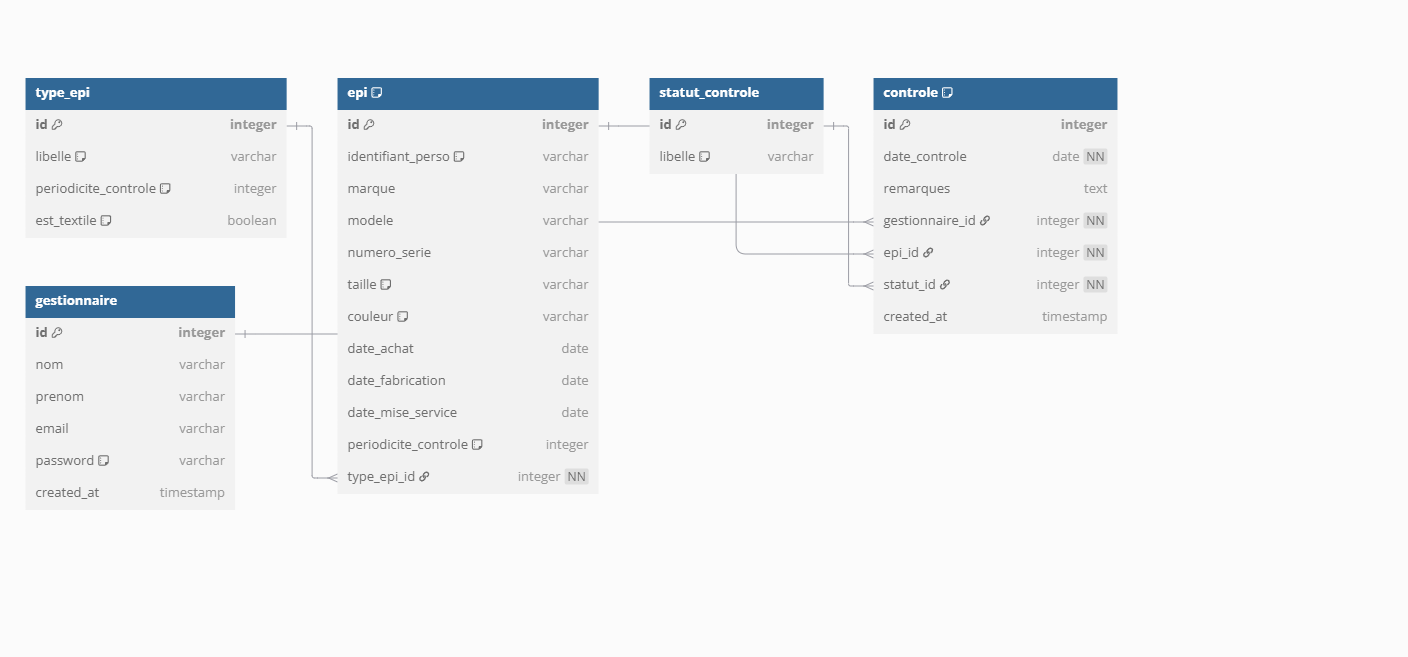 type_epi
id integer
libelle varchar
periodicite_controle integer
est_textile boolean
epi
id integer
identifiant_perso varchar
marque varchar
modele varchar
numero_serie varchar
taille varchar
couleur varchar
date_achat date
date_fabrication date
date_mise_service date
periodicite_controle integer
type_epi_id integer NN
statut_controle
id integer
libelle varchar
controle
id integer
date_controle date NN
remarques text
gestionnaire_id integer NN
epi_id integer NN
statut_id integer NN
created_at timestamp
gestionnaire
id integer
nom varchar
prenom varchar
email varchar
password varchar
created_at timestamp